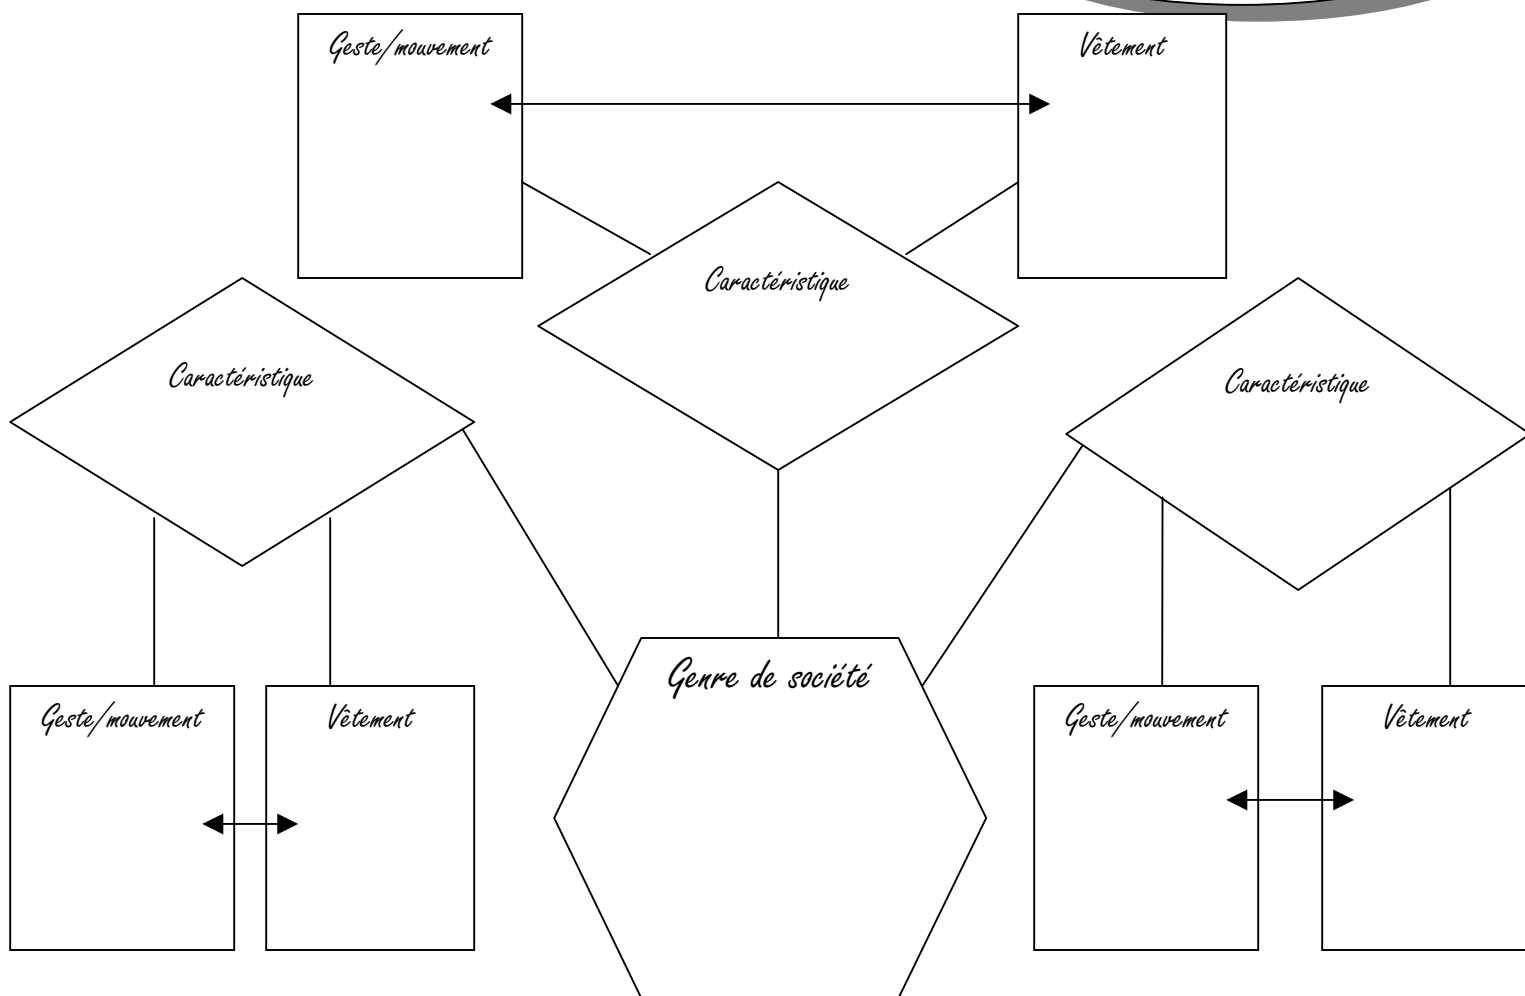 Geste/mouvement
Vêtement
Caractéristique
Caractéristique
Caractéristique
Genre de société
Geste/mouvement
Vêtement
Geste/mouvement
Vêtement